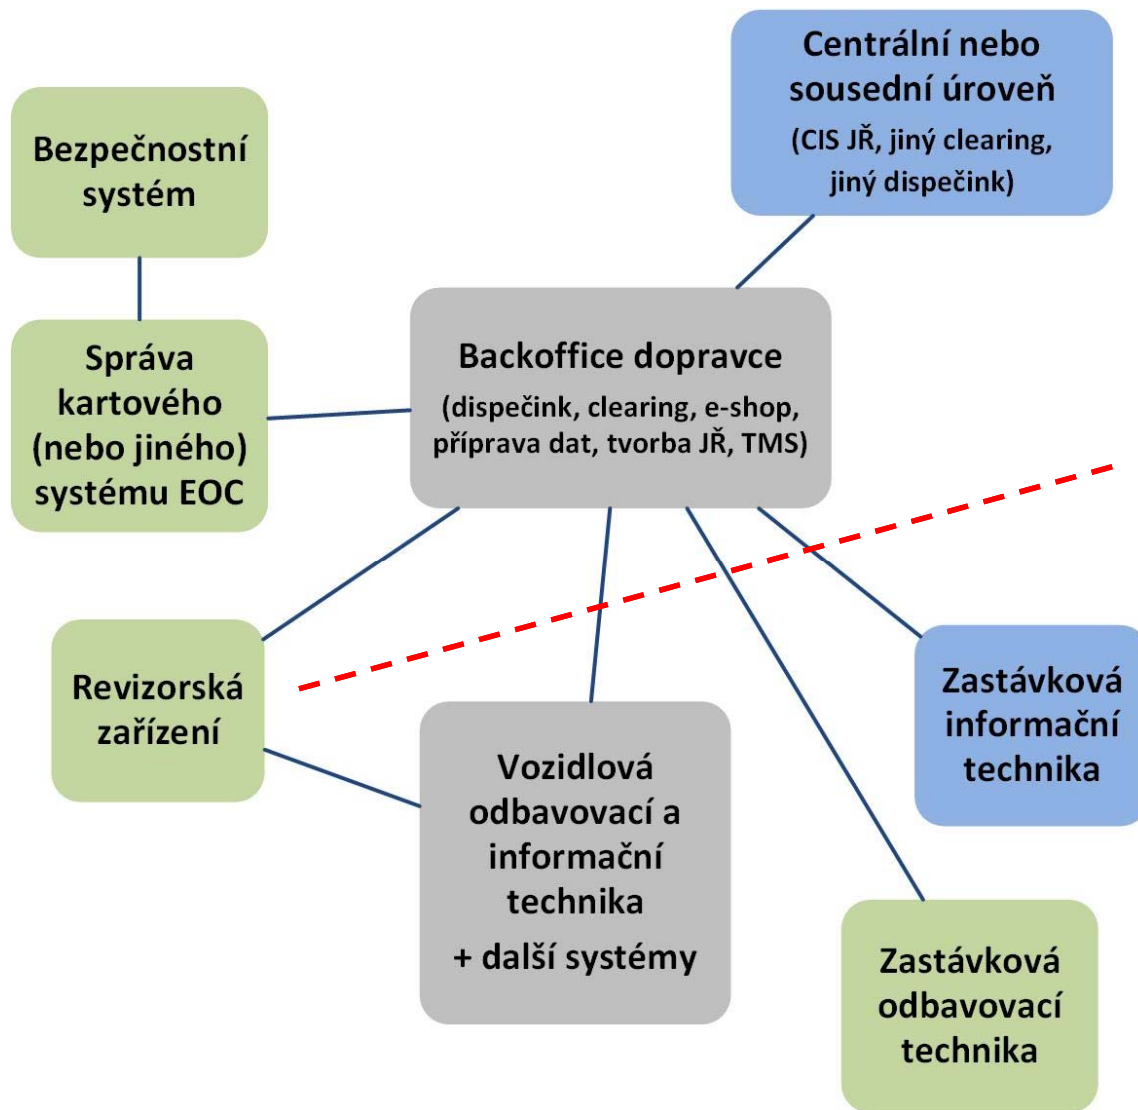 Centrální nebo
sousední úroveň
(CIS JŘ, jiný clearing,
jiný dispečink)
Bezpečnostní
systém
Správa
kartového
(nebo jiného)
systému EOC
Backoffice dopravce
(dispečink, clearing, e-shop,
příprava dat, tvorba JŘ, TMS)
Revizorská
zařízení
Vozidlová
odbavovací a
informační
technika
+ další systémy
Zastávková
informační
technika
Zastávková
odbavovací
technika